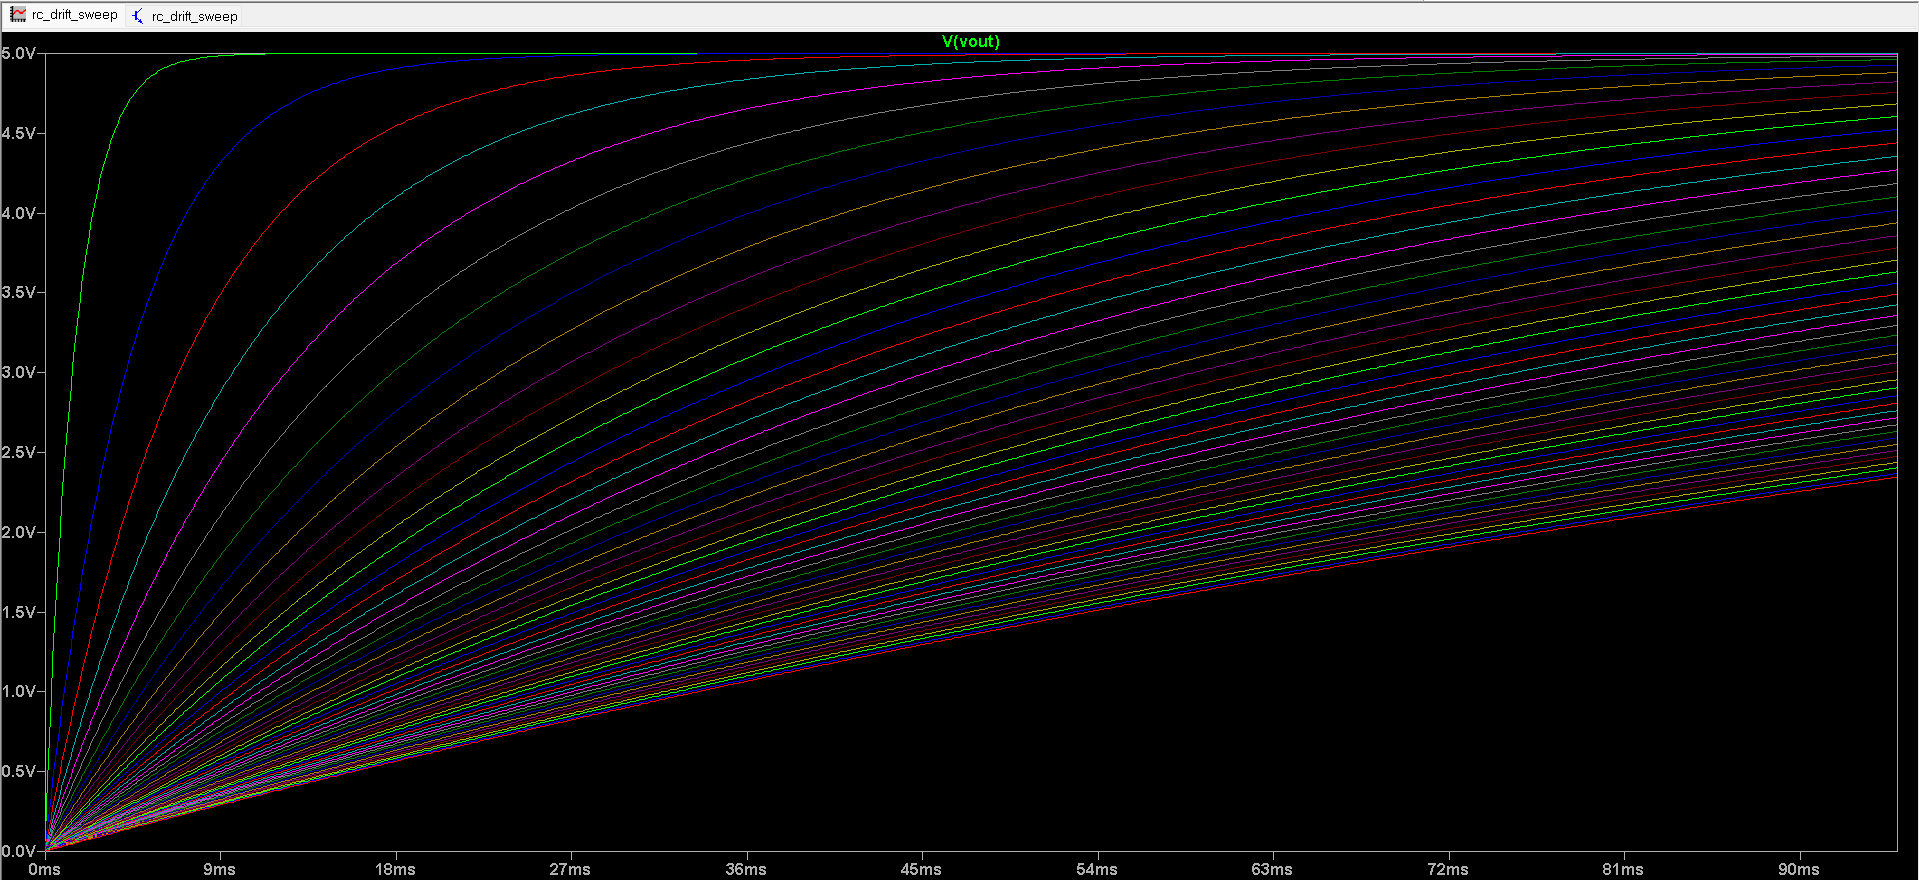 rc_drift_sweep rc_drift_sweep
V(vout)
5.0V
4.5V
4.0V
3.5V
3.0V
2.5V
2.0V
1.5V
1.0V
0.5V
0.0V
0ms 9ms 18ms 27ms 36ms 45ms 54ms 63ms 72ms 81ms 90ms